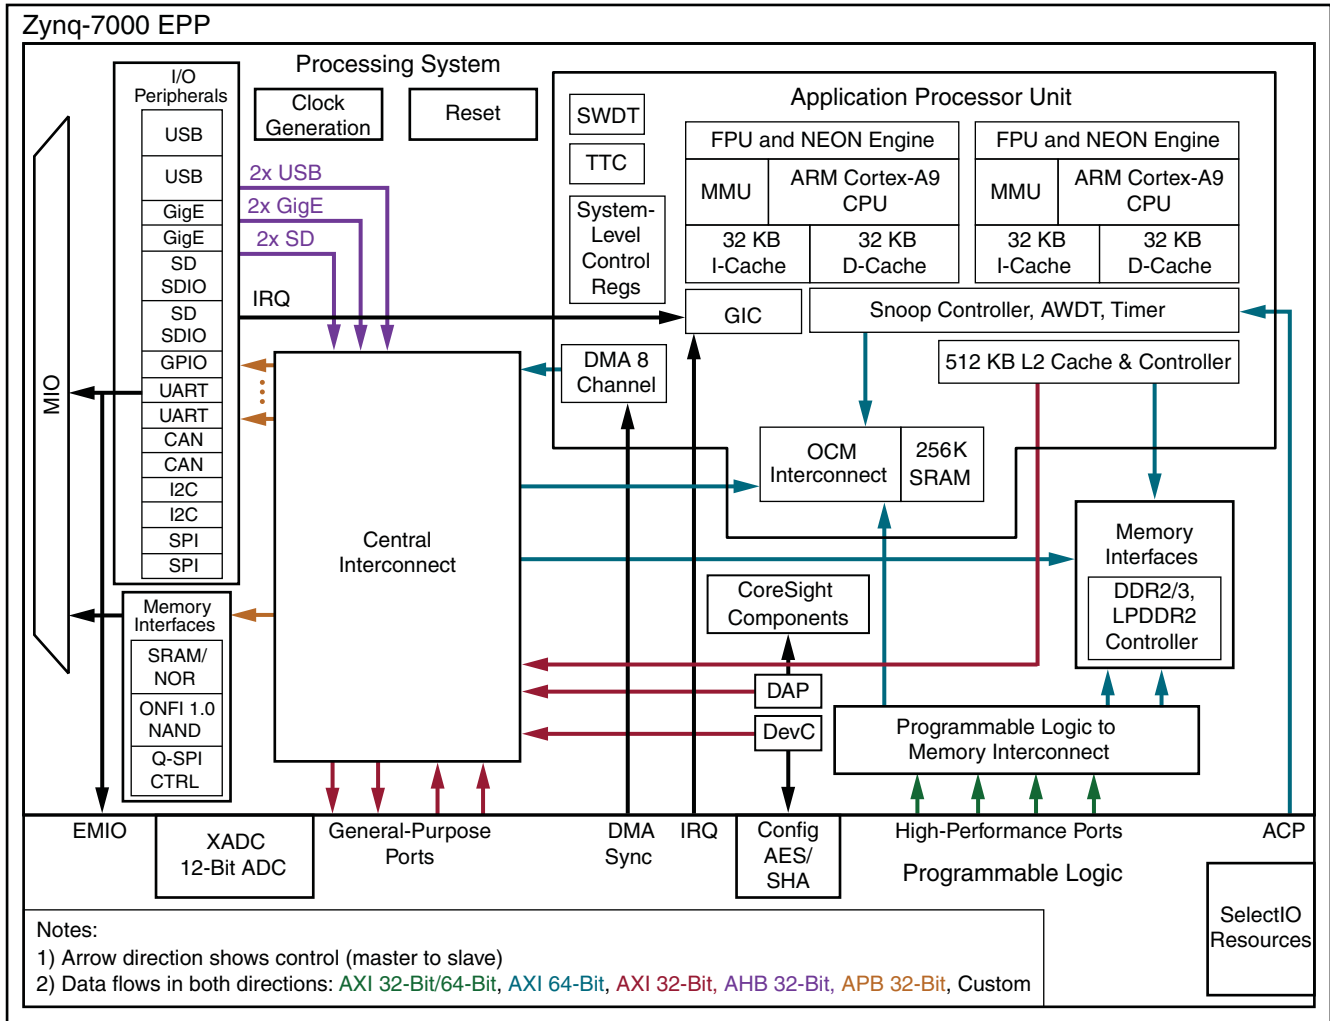 Zynq-7000 EPP
Processing System
I/O
Peripherals
USB
USB
GigE
GigE
SD
SDIO
SD
SDIO
GPIO
UART
UART
CAN
CAN
I2C
I2C
SPI
SPI
MIO
Clock
Generation
Reset
2x USB
2x GigE
2x SD
IRQ
Application Processor Unit
SWDT
TTC
System-
Level
Control
Regs
FPU and NEON Engine
MMU
ARM Cortex-A9
CPU
32 KB
I-Cache
32 KB
D-Cache
FPU and NEON Engine
MMU
ARM Cortex-A9
CPU
32 KB
I-Cache
32 KB
D-Cache
GIC
Snoop Controller, AWDT, Timer
DMA 8
Channel
512 KB L2 Cache & Controller
OCM
Interconnect
256K
SRAM
Central
Interconnect
Memory
Interfaces
DDR2/3,
LPDDR2
Controller
CoreSight
Components
DAP
DevC
Programmable Logic to
Memory Interconnect
Memory
Interfaces
SRAM/
NOR
ONFI 1.0
NAND
Q-SPI
CTRL
EMIO
XADC
12-Bit ADC
General-Purpose
Ports
DMA
Sync
IRQ
Config
AES/
SHA
High-Performance Ports
ACP
Programmable Logic
SelectIO
Resources
Notes:
1) Arrow direction shows control (master to slave)
2) Data flows in both directions: AXI 32-Bit/64-Bit, AXI 64-Bit, AXI 32-Bit, AHB 32-Bit, APB 32-Bit, Custom